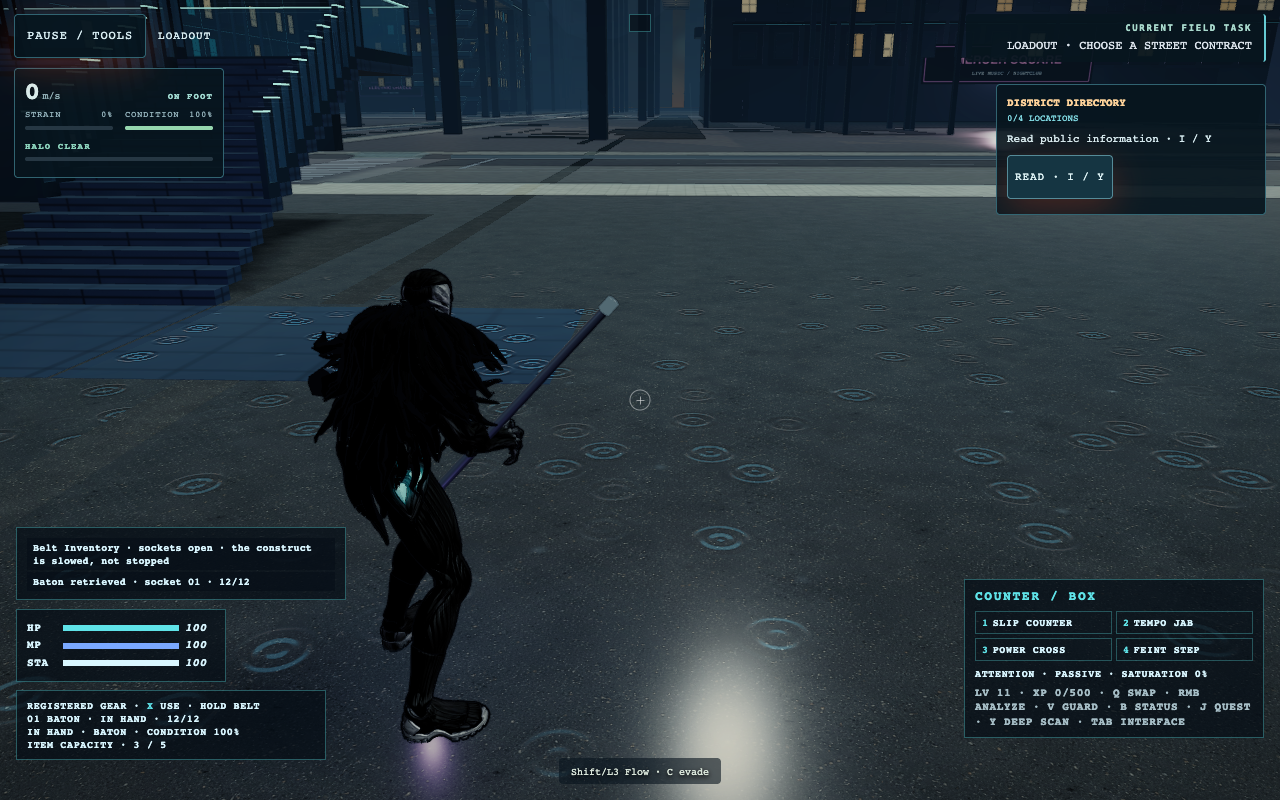 PAUSE / TOOLS
LOADOUT
0 m/s
ON FOOT
STRAIN 0%
CONDITION 100%
HALO CLEAR
CURRENT FIELD TASK
LOADOUT · CHOOSE A STREET CONTRACT
LIVE MUSIC / NIGHTCLUB
DISTRICT DIRECTORY
0/4 LOCATIONS
Read public information · I / Y
READ · I / Y
Belt Inventory · sockets open · the construct
is slowed, not stopped
Baton retrieved · socket 01 · 12/12
HP 100
MP 100
STA 100
REGISTERED GEAR · X USE · HOLD BELT
01 BATON · IN HAND · 12/12
IN HAND · BATON · CONDITION 100%
ITEM CAPACITY · 3 / 5
COUNTER / BOX
1 SLIP COUNTER
2 TEMPO JAB
3 POWER CROSS
4 FEINT STEP
ATTENTION · PASSIVE · SATURATION 0%
LV 11 · XP 0/500 · Q SWAP · RMB
ANALYZE · V GUARD · B STATUS · J QUEST
· Y DEEP SCAN · TAB INTERFACE
Shift/L3 Flow · C evade